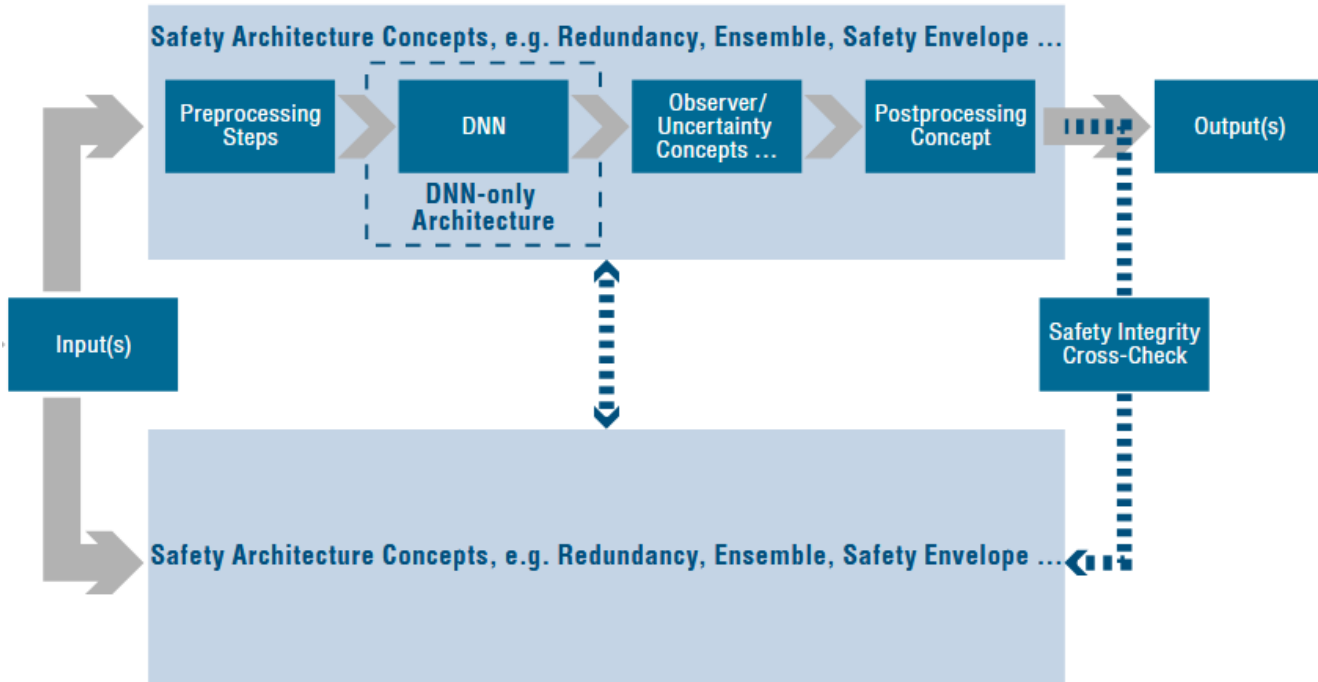 Safety Architecture Concepts, e.g. Redundancy, Ensemble, Safety Envelope ...
Preprocessing
Steps
DNN
Observer/
Uncertainty
Concepts ...
Postprocessing
Concept
Output(s)
DNN-only
Architecture
Input(s)
Safety Integrity
Cross-Check
Safety Architecture Concepts, e.g. Redundancy, Ensemble, Safety Envelope ...